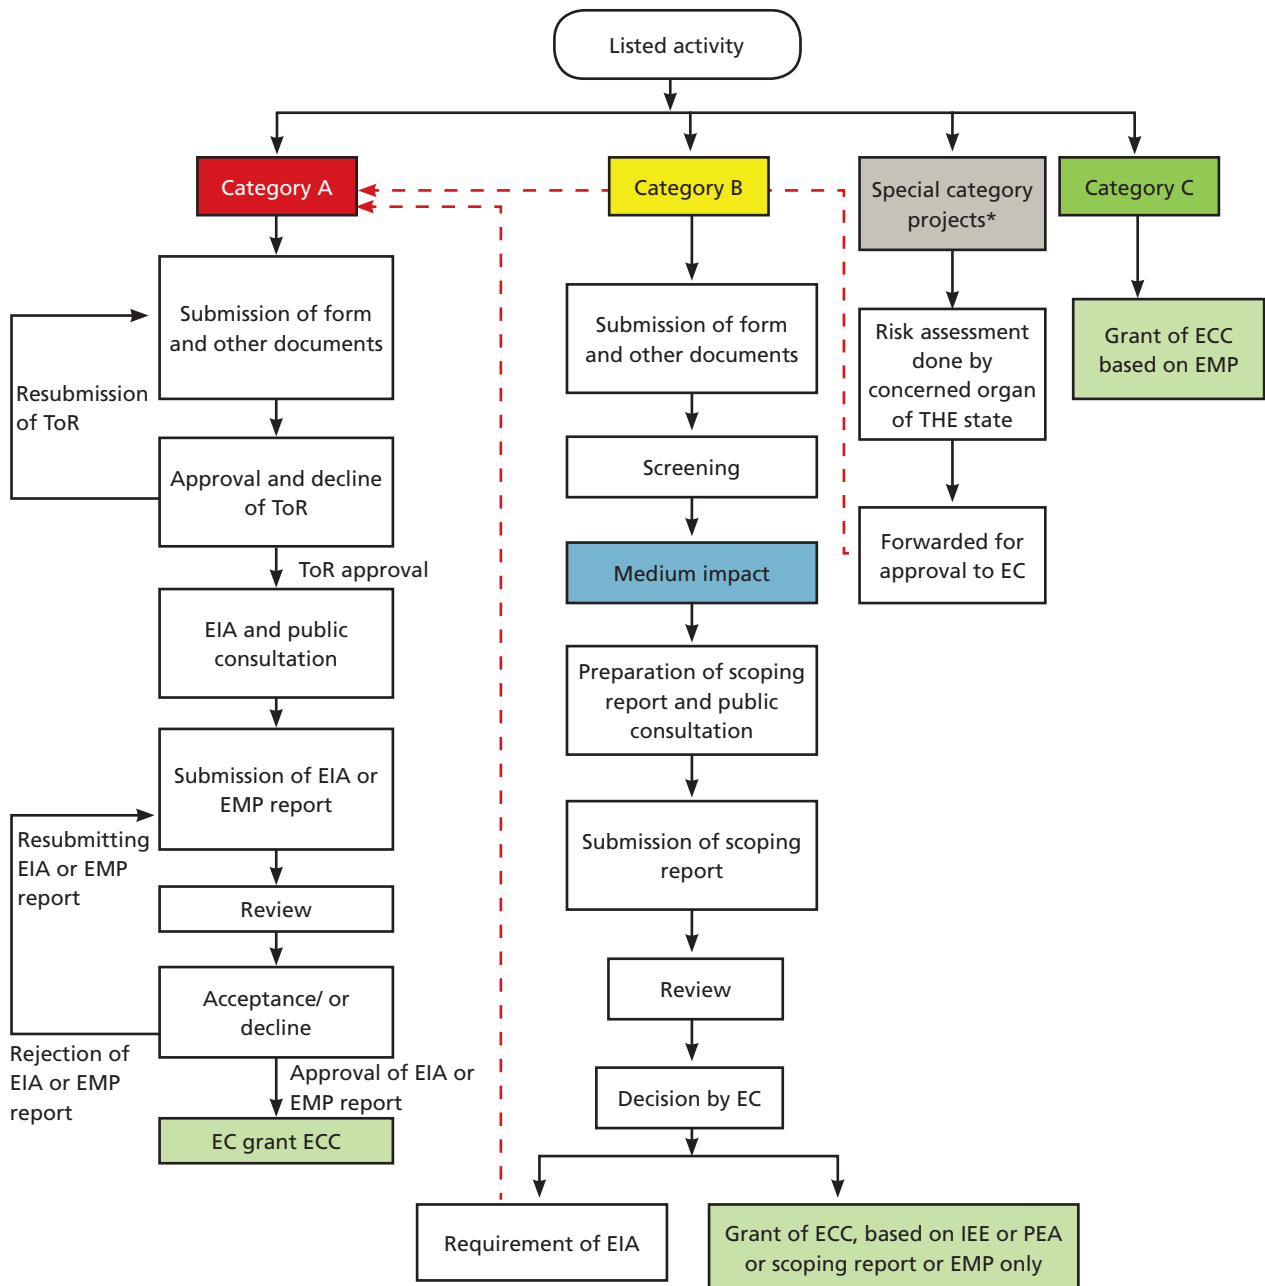 Listed activity
Category A
Category B
Special category
projects*
Category C
Submission of form
and other documents
Resubmission
of ToR
Approval and decline
of ToR
ToR approval
EIA and public
consultation
Submission of EIA or
EMP report
Resubmitting
EIA or EMP
report
Review
Acceptance/ or
decline
Rejection of
EIA or EMP
report
Approval of EIA or
EMP report
EC grant ECC
Submission of form
and other documents
Screening
Medium impact
Preparation of scoping
report and public
consultation
Submission of scoping
report
Review
Decision by EC
Requirement of EIA
Grant of ECC, based on IEE or PEA
or scoping report or EMP only
Risk assessment
done by
concerned organ
of THE state
Forwarded for
approval to EC
Grant of ECC
based on EMP